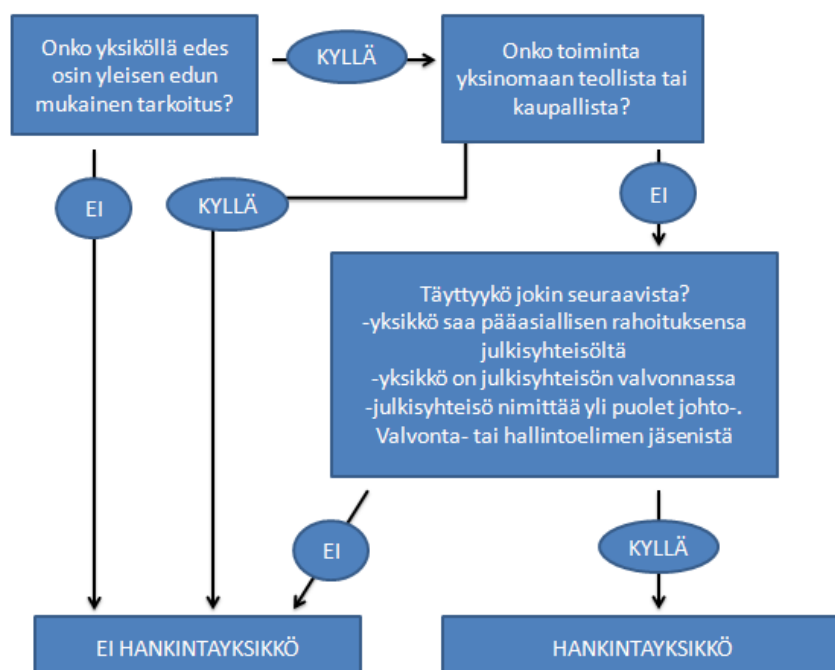 Onko yksiköllä edes
osin yleisen edun
mukainen tarkoitus?
KYLLÄ
Onko toiminta
yksinomaan teollista tai
kaupallista?
EI
KYLLÄ
EI
Täyttyykö jokin seuraavista?
-yksikkö saa pääasiallisen rahoituksensa
julkisyhteisöltä
-yksikkö on julkisyhteisön valvonnassa
-julkisyhteisö nimittää yli puolet johto-.
Valvonta- tai hallintoelimen jäsenistä
EI
KYLLÄ
EI HANKINTAYKSIKKÖ
HANKINTAYKSIKKÖ